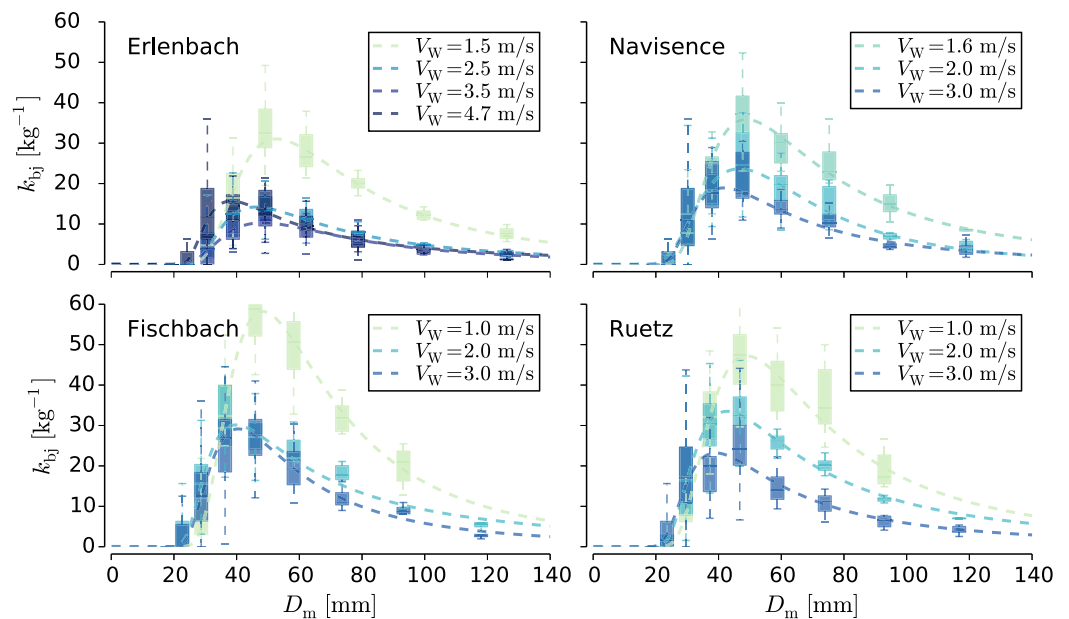 60
50
40
30
20
10
0
k_bj [kg⁻¹]
Erlenbach
V_W=1.5 m/s
V_W=2.5 m/s
V_W=3.5 m/s
V_W=4.7 m/s
Navisence
V_W=1.6 m/s
V_W=2.0 m/s
V_W=3.0 m/s
60
50
40
30
20
10
0
k_bj [kg⁻¹]
Fischbach
V_W=1.0 m/s
V_W=2.0 m/s
V_W=3.0 m/s
Ruetz
V_W=1.0 m/s
V_W=2.0 m/s
V_W=3.0 m/s
0 20 40 60 80 100 120 140
D_m [mm]
0 20 40 60 80 100 120 140
D_m [mm]